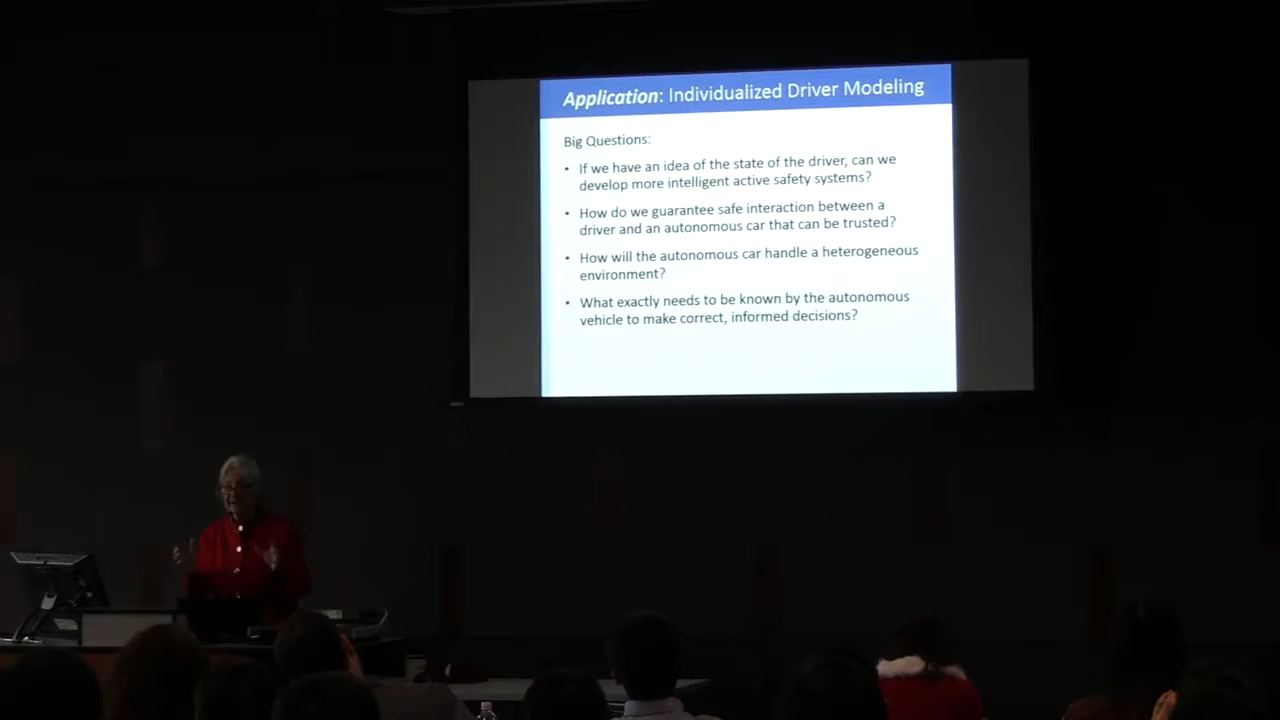 Application: Individualized Driver Modeling
Big Questions:
• If we have an idea of the state of the driver, can we
develop more intelligent active safety systems?
• How do we guarantee safe interaction between a
driver and an autonomous car that can be trusted?
• How will the autonomous car handle a heterogeneous
environment?
• What exactly needs to be known by the autonomous
vehicle to make correct, informed decisions?